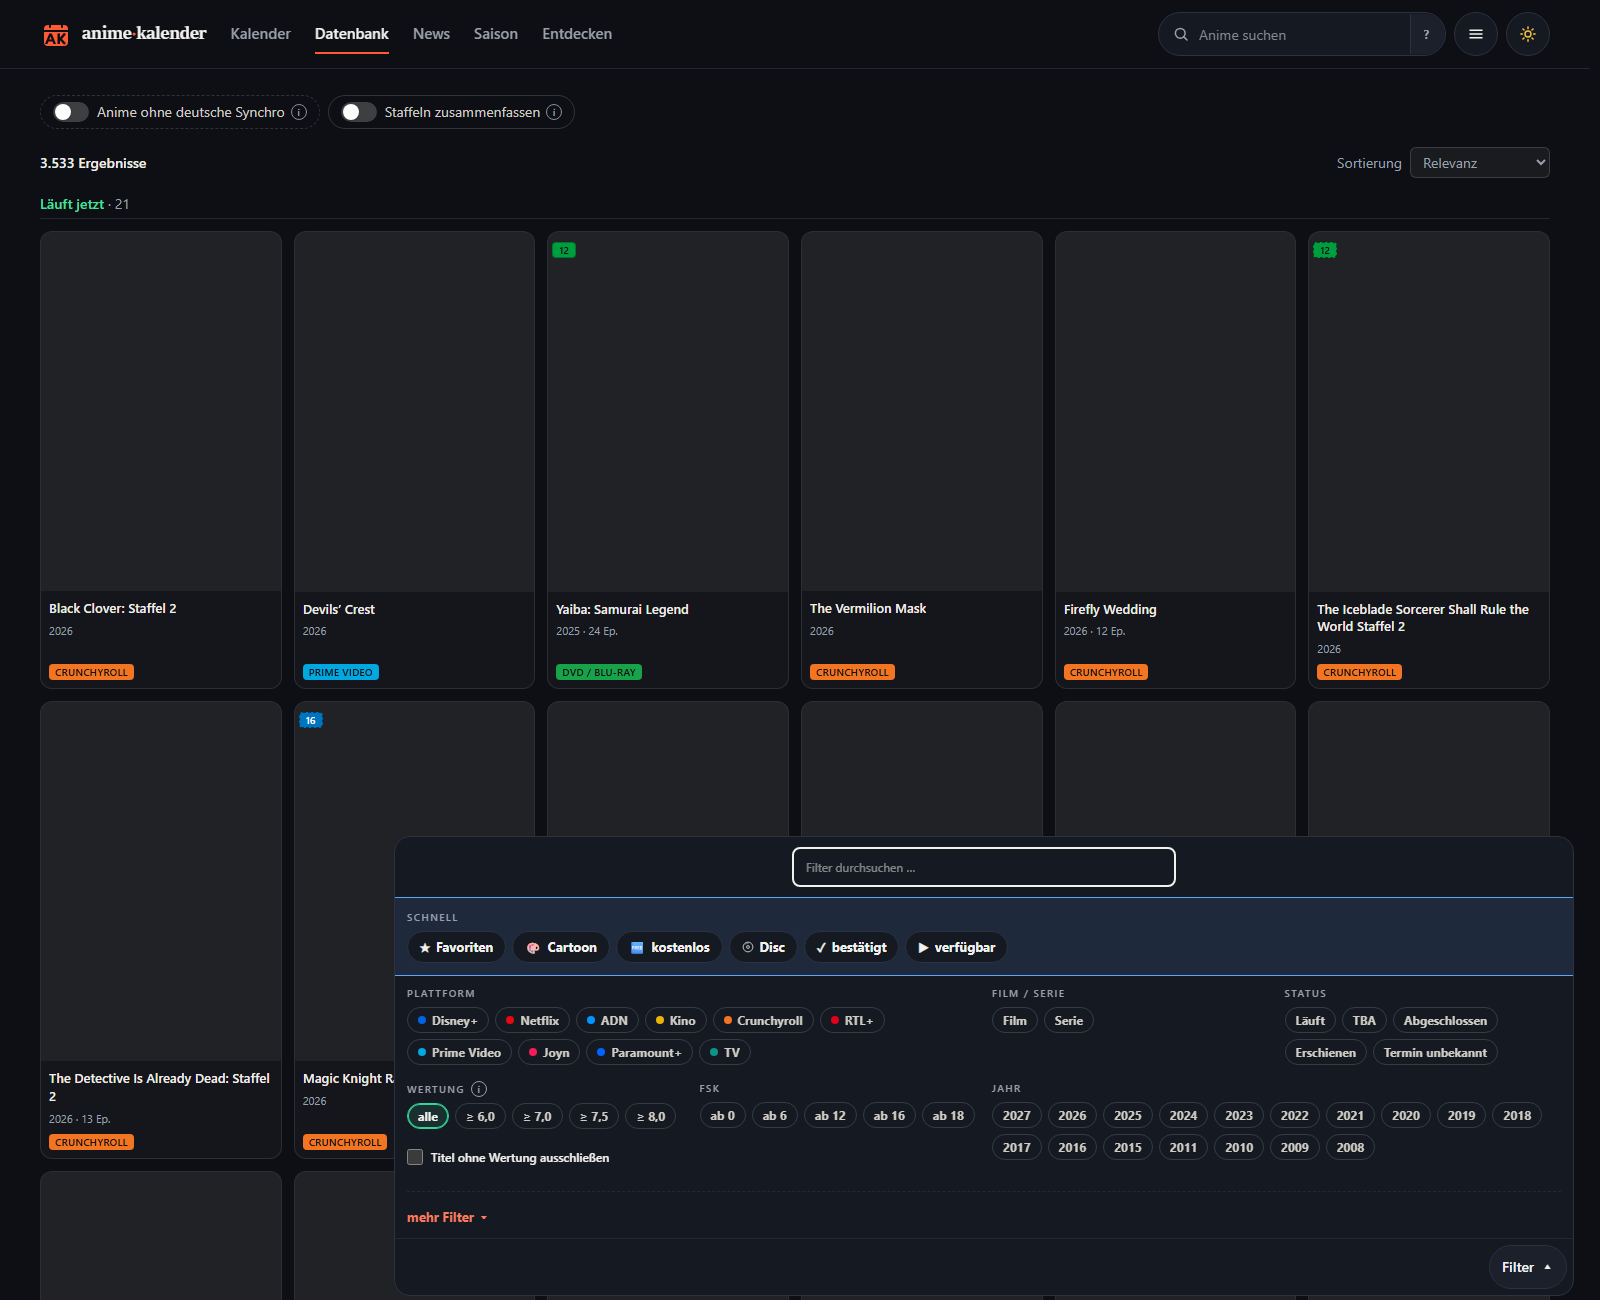 AK anime·kalender Kalender Datenbank News Saison Entdecken Anime suchen ?
Anime ohne deutsche Synchro i Staffeln zusammenfassen i
3.533 Ergebnisse Sortierung Relevanz
Läuft jetzt · 21
12 12
Black Clover: Staffel 2
2026
CRUNCHYROLL
Devils’ Crest
2026
PRIME VIDEO
Yaiba: Samurai Legend
2025 · 24 Ep.
DVD / BLU-RAY
The Vermilion Mask
2026
CRUNCHYROLL
Firefly Wedding
2026 · 12 Ep.
CRUNCHYROLL
The Iceblade Sorcerer Shall Rule the
World Staffel 2
2026
CRUNCHYROLL
The Detective Is Already Dead: Staffel
2
2026 · 13 Ep.
CRUNCHYROLL
16
Magic Knight
2026
CRUNCHYROLL
Filter durchsuchen ...
SCHNELL
★ Favoriten Cartoon kostenlos Disc ✓ bestätigt ▶ verfügbar
PLATTFORM
Disney+ Netflix ADN Kino Crunchyroll RTL+
Prime Video Joyn Paramount+ TV
FILM / SERIE
Film Serie
STATUS
Läuft TBA Abgeschlossen
Erschienen Termin unbekannt
WERTUNG i
alle ≥ 6,0 ≥ 7,0 ≥ 7,5 ≥ 8,0
Titel ohne Wertung ausschließen
FSK
ab 0 ab 6 ab 12 ab 16 ab 18
JAHR
2027 2026 2025 2024 2023 2022 2021 2020 2019 2018
2017 2016 2015 2011 2010 2009 2008
mehr Filter
Filter